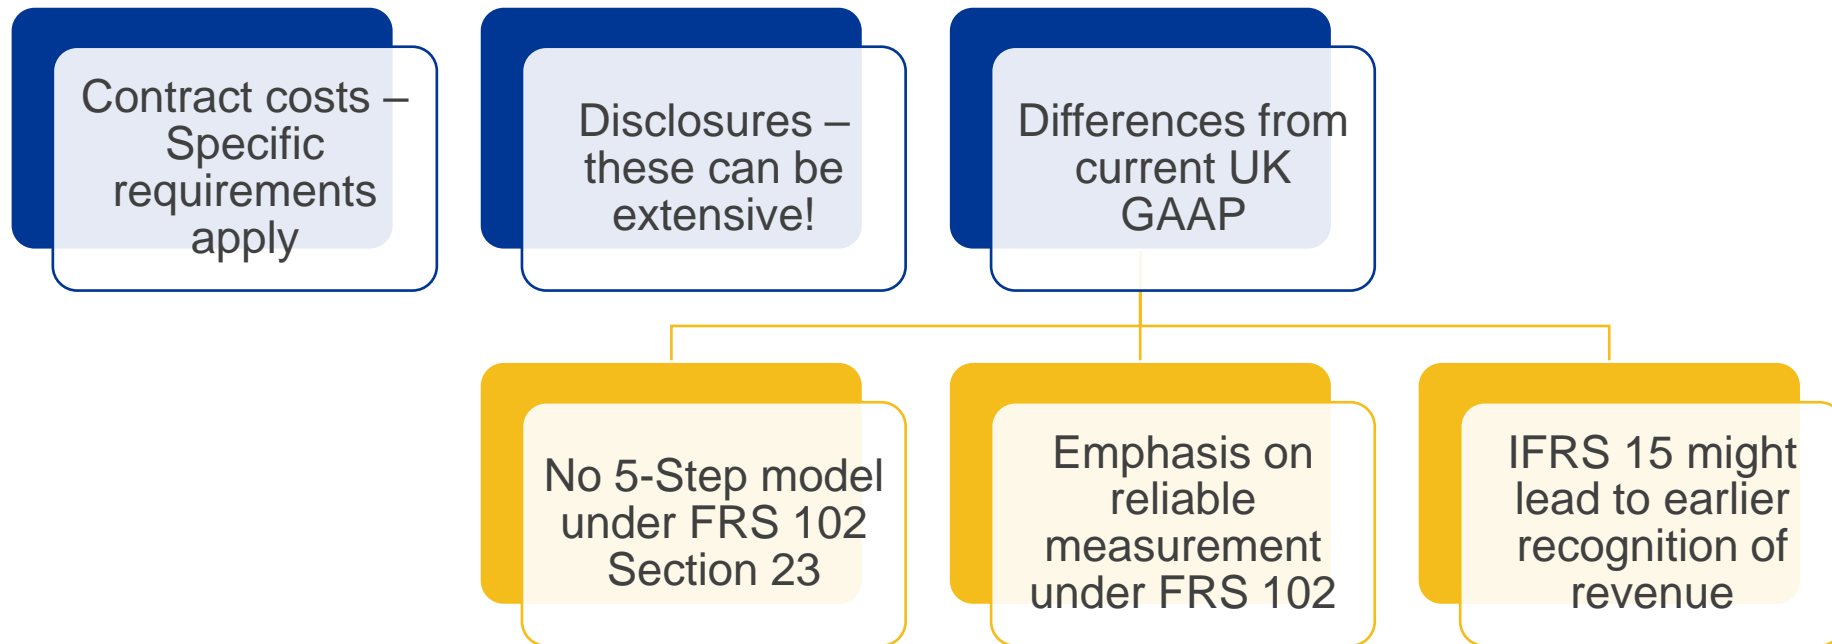 Contract costs –
Specific
requirements
apply
Disclosures –
these can be
extensive!
Differences from
current UK
GAAP
No 5-Step model
under FRS 102
Section 23
Emphasis on
reliable
measurement
under FRS 102
IFRS 15 might
lead to earlier
recognition of
revenue